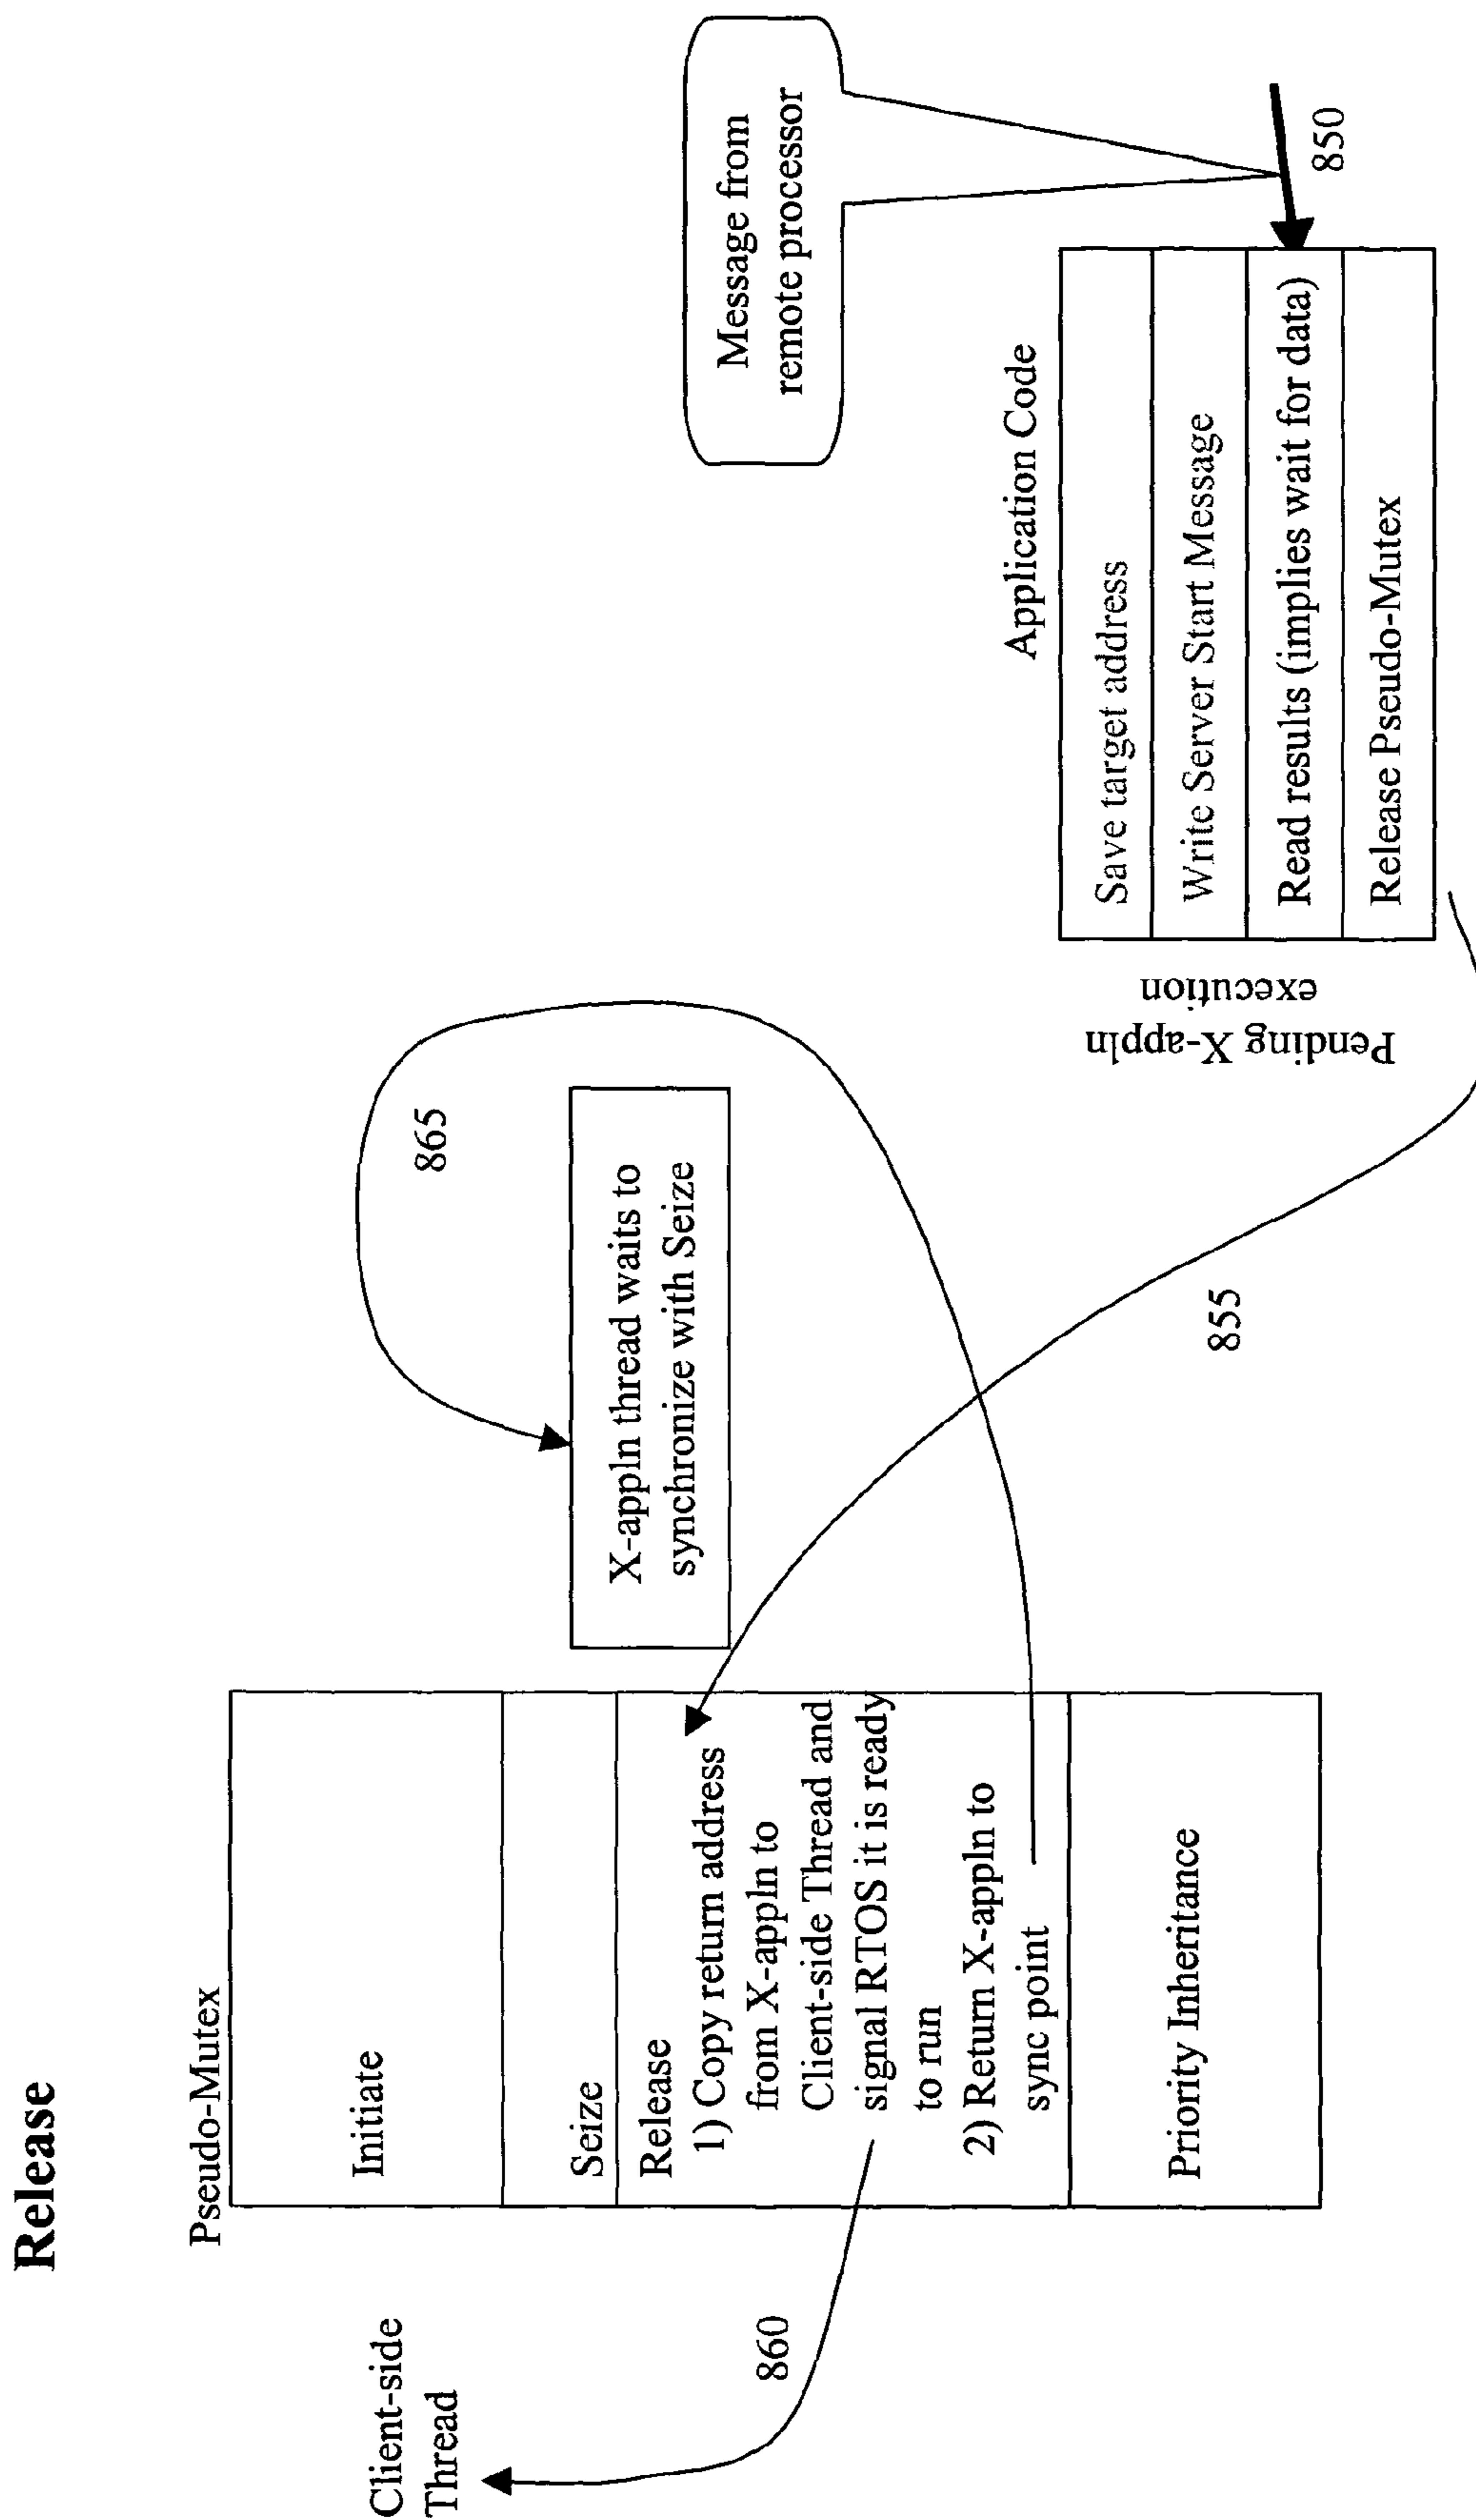 Release
Client-side
Thread
860
Pseudo-Mutex
Initiate
Seize
Release
1) Copy return address
from X-appln to
Client-side Thread and
signal RTOS it is ready
to run
2) Return X-appln to
sync point
Priority Inheritance
X-appln thread waits to
synchronize with Seize
865
855
Pending X-appln
execution
Application Code
Save target address
Write Server Start Message
Read results (implies wait for data)
Release Pseudo-Mutex
Message from
remote processor
850